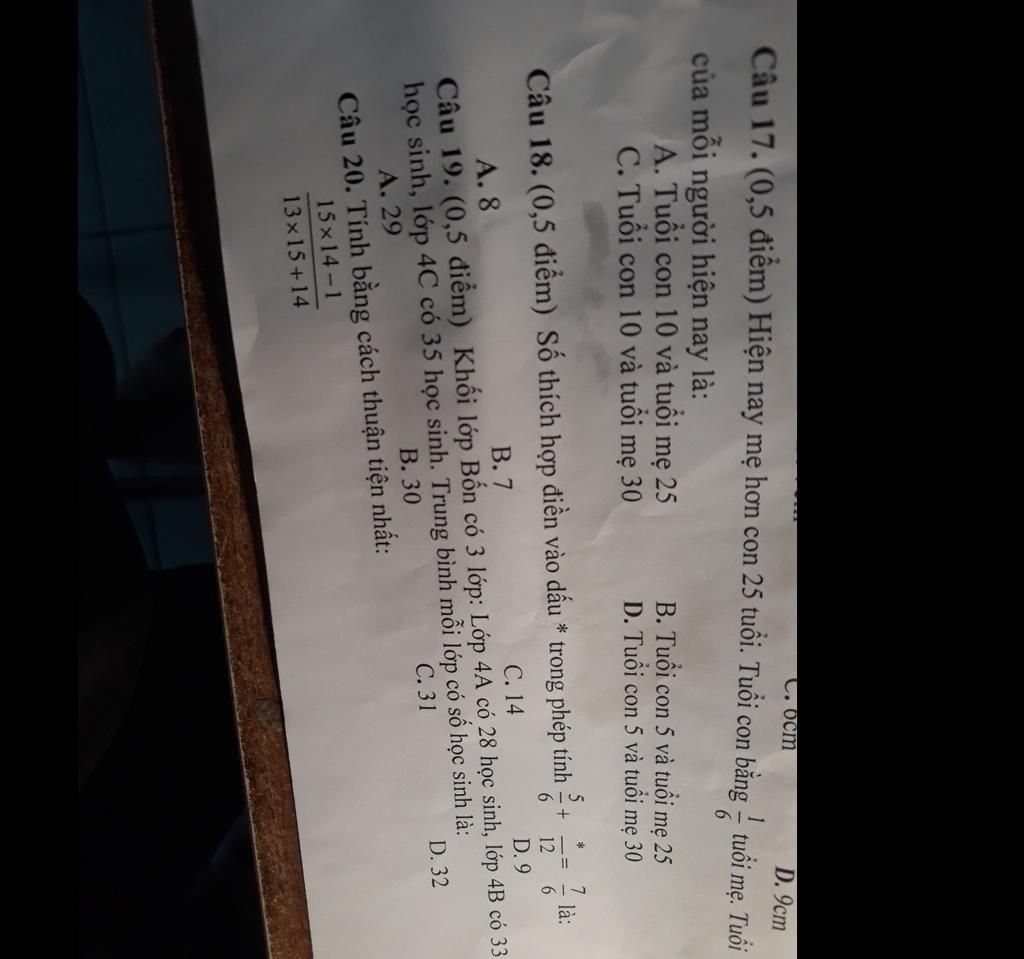 C. 6cm D. 9cm
Câu 17. (0,5 điểm) Hiện nay mẹ hơn con 25 tuổi. Tuổi con bằng 1/6 tuổi mẹ. Tuổi
của mỗi người hiện nay là:
A. Tuổi con 10 và tuổi mẹ 25 B. Tuổi con 5 và tuổi mẹ 25
C. Tuổi con 10 và tuổi mẹ 30 D. Tuổi con 5 và tuổi mẹ 30
Câu 18. (0,5 điểm) Số thích hợp điền vào dấu * trong phép tính 5/6 + */12 = 7/6 là:
A. 8 B. 7 C. 14 D. 9
Câu 19. (0,5 điểm) Khối lớp Bốn có 3 lớp: Lớp 4A có 28 học sinh, lớp 4B có 33
học sinh, lớp 4C có 35 học sinh. Trung bình mỗi lớp có số học sinh là:
A. 29 B. 30 C. 31 D. 32
Câu 20. Tính bằng cách thuận tiện nhất:
15×14−1
13×15+14